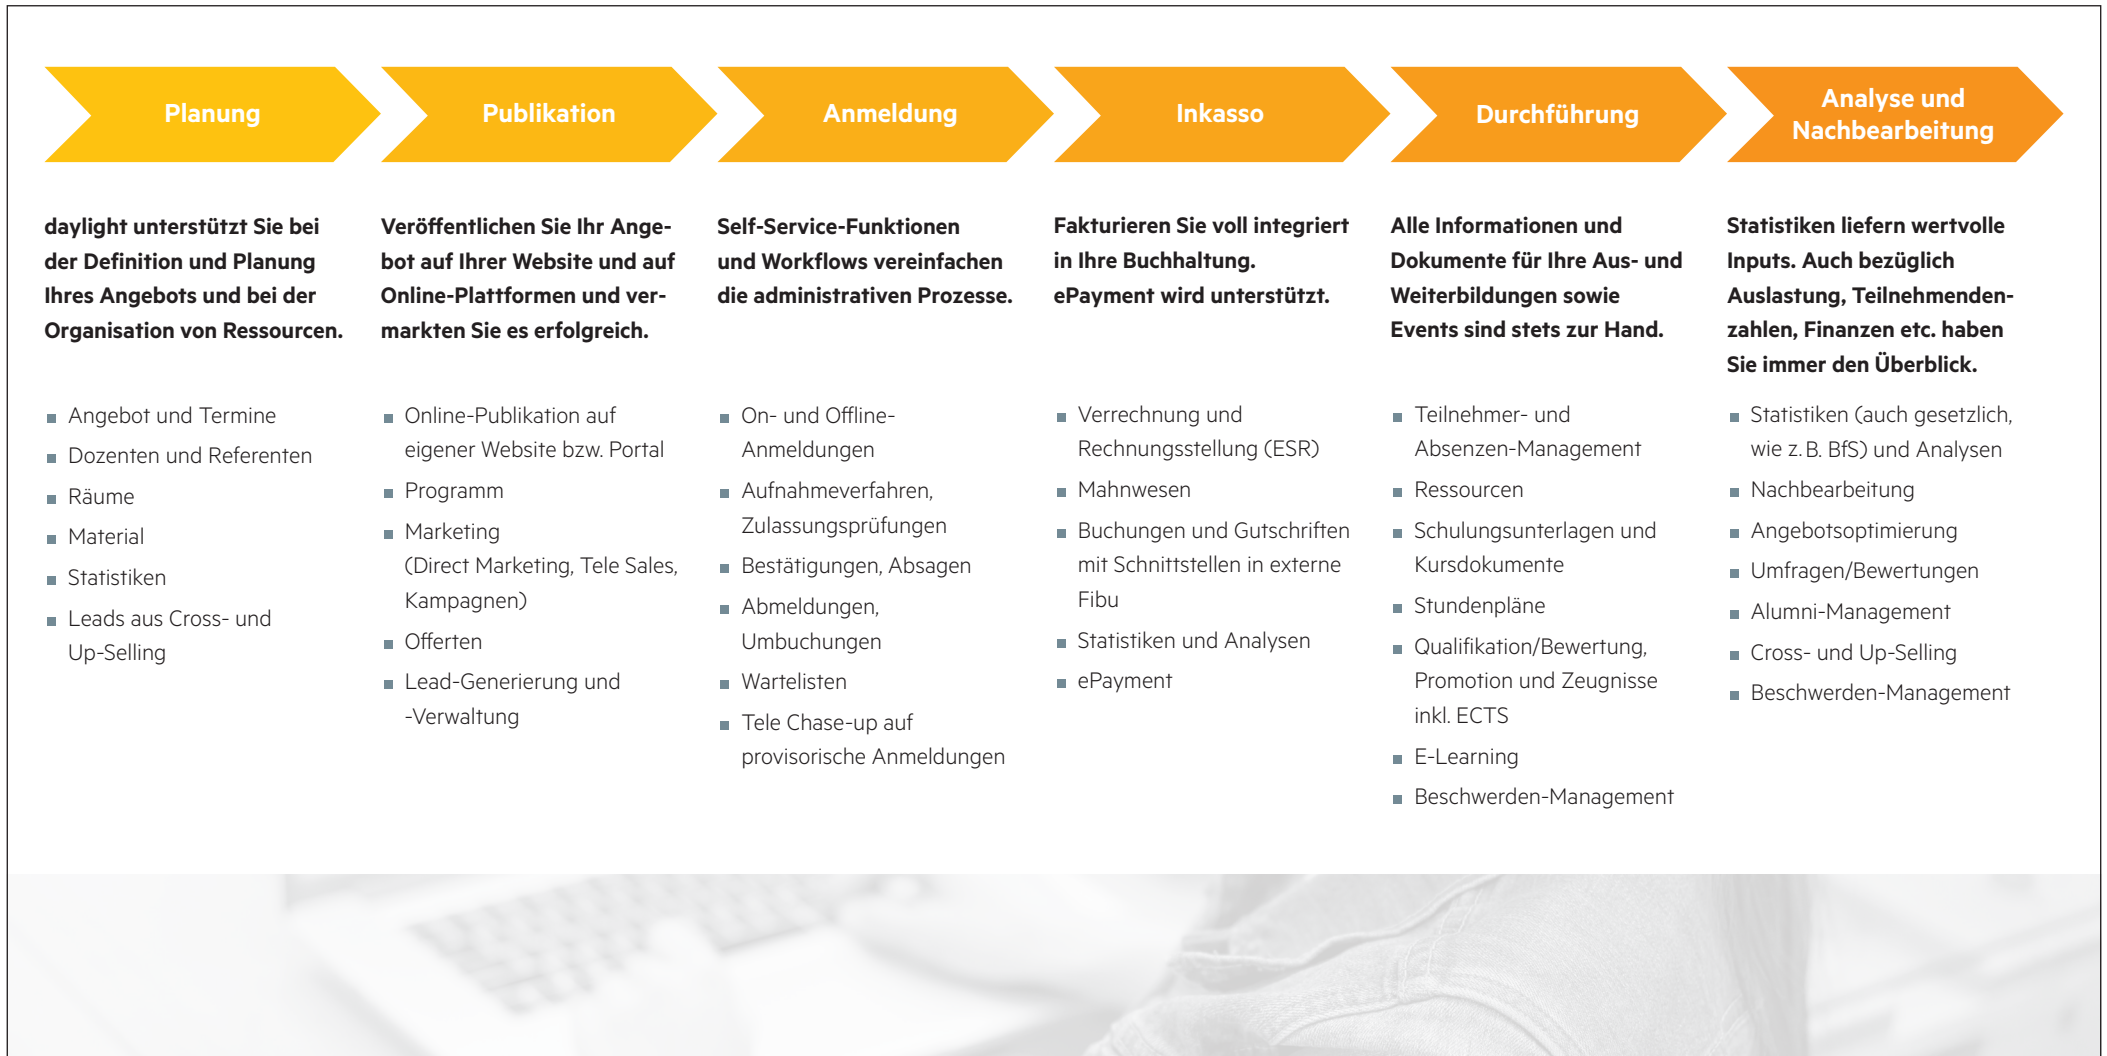 Planung
Publikation
Anmeldung
Inkasso
Durchführung
Analyse und
Nachbearbeitung
daylight unterstützt Sie bei
der Definition und Planung
Ihres Angebots und bei der
Organisation von Ressourcen.
Angebot und Termine
Dozenten und Referenten
Räume
Material
Statistiken
Leads aus Cross- und
Up-Selling
Veröffentlichen Sie Ihr Ange-
bot auf Ihrer Website und auf
Online-Plattformen und ver-
markten Sie es erfolgreich.
Online-Publikation auf
eigener Website bzw. Portal
Programm
Marketing
(Direct Marketing, Tele Sales,
Kampagnen)
Offerten
Lead-Generierung und
-Verwaltung
Self-Service-Funktionen
und Workflows vereinfachen
die administrativen Prozesse.
On- und Offline-
Anmeldungen
Aufnahmeverfahren,
Zulassungsprüfungen
Bestätigungen, Absagen
Abmeldungen,
Umbuchungen
Wartelisten
Tele Chase-up auf
provisorische Anmeldungen
Fakturieren Sie voll integriert
in Ihre Buchhaltung.
ePayment wird unterstützt.
Verrechnung und
Rechnungsstellung (ESR)
Mahnwesen
Buchungen und Gutschriften
mit Schnittstellen in externe
Fibu
Statistiken und Analysen
ePayment
Alle Informationen und
Dokumente für Ihre Aus- und
Weiterbildungen sowie
Events sind stets zur Hand.
Teilnehmer- und
Absenzen-Management
Ressourcen
Schulungsunterlagen und
Kursdokumente
Stundenpläne
Qualifikation/Bewertung,
Promotion und Zeugnisse
inkl. ECTS
E-Learning
Beschwerden-Management
Statistiken liefern wertvolle
Inputs. Auch bezüglich
Auslastung, Teilnehmenden-
zahlen, Finanzen etc. haben
Sie immer den Überblick.
Statistiken (auch gesetzlich,
wie z. B. BfS) und Analysen
Nachbearbeitung
Angebotsoptimierung
Umfragen/Bewertungen
Alumni-Management
Cross- und Up-Selling
Beschwerden-Management